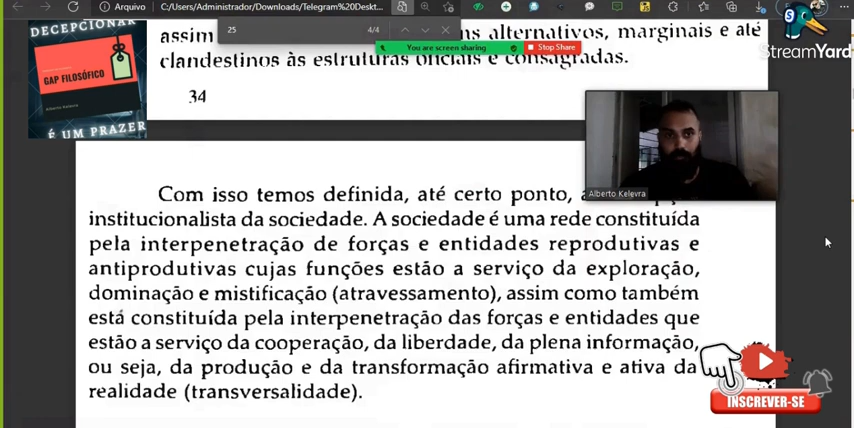 Arquivo
C:/Users/Administrador/Downloads/Telegram%20Deskt...
25
4/4
You are screen sharing
Stop Share
StreamYard
DECEPCIONAR
GAP FILOSÓFICO
Alberto Kelevra
É UM PRAZER
assim
alternativos, marginais e até
clandestinos às estruturas oficiais e consagradas.
34
Alberto Kelevra
Com isso temos definida, até certo ponto, a
institucionalista da sociedade. A sociedade é uma rede constituída
pela interpenetração de forças e entidades reprodutivas e
antiprodutivas cujas funções estão a serviço da exploração,
dominação e mistificação (atravessamento), assim como também
está constituída pela interpenetração das forças e entidades que
estão a serviço da cooperação, da liberdade, da plena informação,
ou seja, da produção e da transformação afirmativa e ativa da
realidade (transversalidade).
INSCREVER-SE